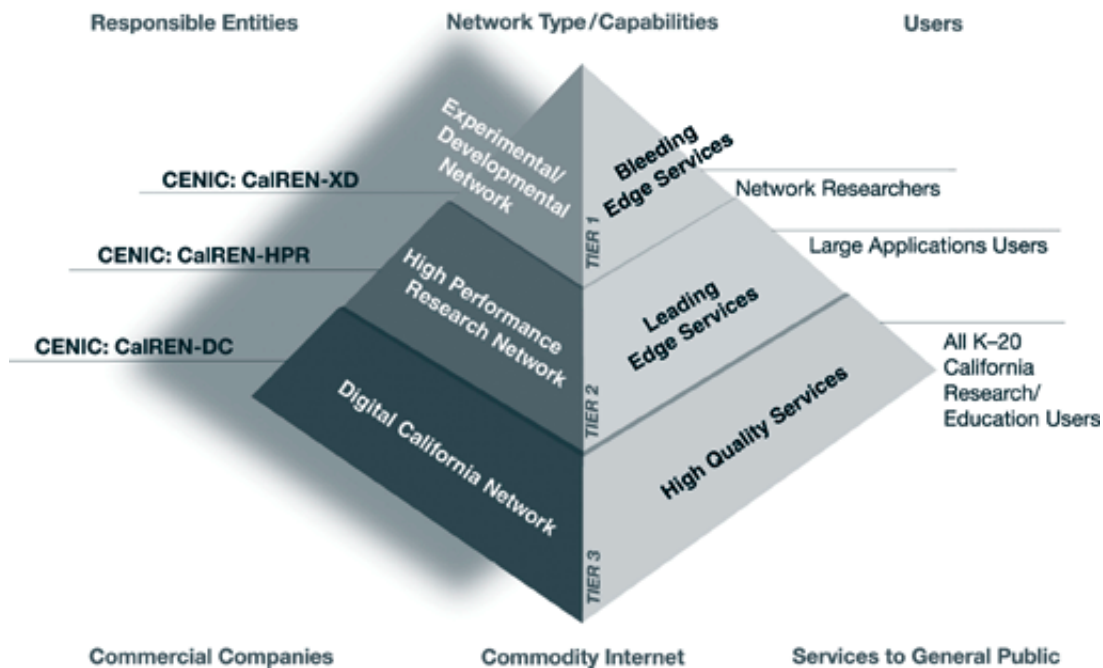 Responsible Entities
Network Type/Capabilities
Users
Experimental/
Developmental
Network
Bleeding
Edge Services
TIER 1
CENIC: CalREN-XD
Network Researchers
CENIC: CalREN-HPR
High Performance
Research Network
Leading
Edge Services
TIER 2
Large Applications Users
CENIC: CalREN-DC
Digital California Network
High Quality Services
TIER 3
All K–20
California
Research/
Education Users
Commercial Companies
Commodity Internet
Services to General Public